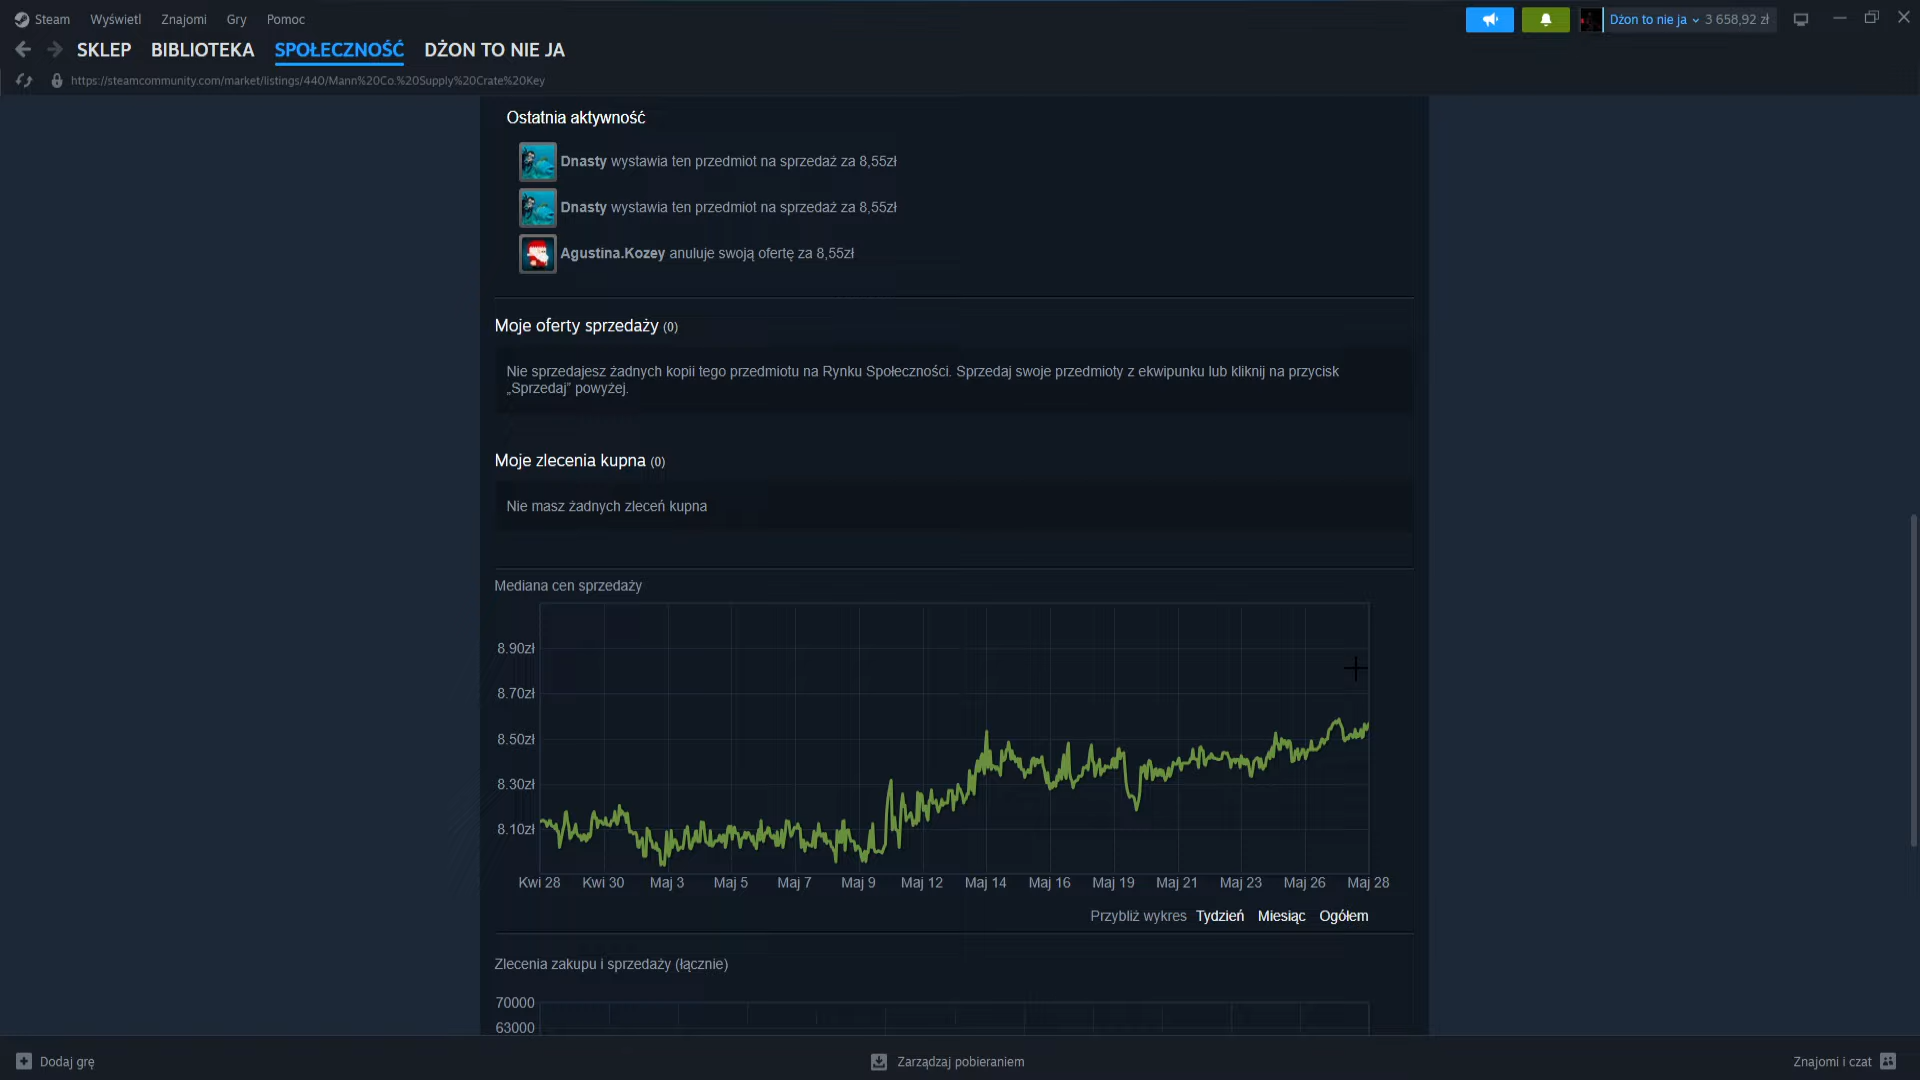 Steam Wyświetl Znajomi Gry Pomoc
Dżon to nie ja 3 658,92 zł
SKLEP BIBLIOTEKA SPOŁECZNOŚĆ DŻON TO NIE JA
https://steamcommunity.com/market/listings/440/Mann%20Co.%20Supply%20Crate%20Key
Ostatnia aktywność
Dnasty wystawia ten przedmiot na sprzedaż za 8,55zł
Dnasty wystawia ten przedmiot na sprzedaż za 8,55zł
Agustina.Kozey anuluje swoją ofertę za 8,55zł
Moje oferty sprzedaży (0)
Nie sprzedajesz żadnych kopii tego przedmiotu na Rynku Społeczności. Sprzedaj swoje przedmioty z ekwipunku lub kliknij na przycisk
„Sprzedaj” powyżej.
Moje zlecenia kupna (0)
Nie masz żadnych zleceń kupna
Mediana cen sprzedaży
8.90zł
8.70zł
8.50zł
8.30zł
8.10zł
Kwi 28 Kwi 30 Maj 3 Maj 5 Maj 7 Maj 9 Maj 12 Maj 14 Maj 16 Maj 19 Maj 21 Maj 23 Maj 26 Maj 28
Przybliż wykres Tydzień Miesiąc Ogółem
Zlecenia zakupu i sprzedaży (łącznie)
70000
63000
Dodaj grę
Zarządzaj pobieraniem
Znajomi i czat